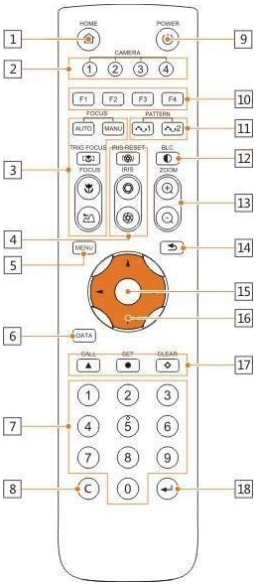 HOME POWER
1 9
CAMERA
2 1 2 3 4
F1 F2 F3 F4 10
FOCUS PATTERN
AUTO MANU 1 2 11
TRIG FOCUS IRIS RESET BLC
12
3 FOCUS IRIS ZOOM
13
4
5 MENU 14
15
16
6 DATA
CALL SET CLEAR
17
1 2 3
7 4 5 6
7 8 9
8 C 0 18